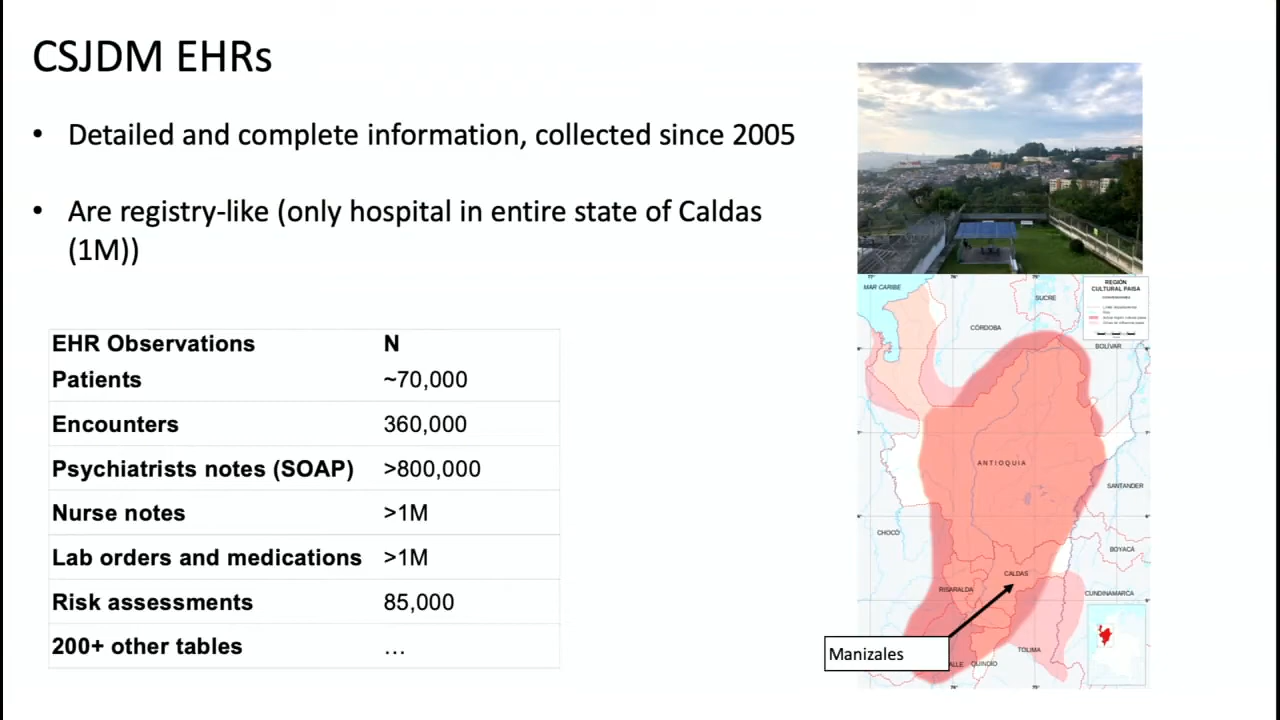 CSJDM EHRs
• Detailed and complete information, collected since 2005
• Are registry-like (only hospital in entire state of Caldas
(1M))
EHR Observations N
Patients ~70,000
Encounters 360,000
Psychiatrists notes (SOAP) >800,000
Nurse notes >1M
Lab orders and medications >1M
Risk assessments 85,000
200+ other tables ...
MAR CARIBE
SUCRE
REGIÓN
CULTURAL PAISA
CÓRDOBA
BOLÍVAR
ANTIOQUIA
SANTANDER
CHOCÓ
BOYACÁ
CALDAS
RISARALDA
CUNDINAMARCA
Manizales
TOLIMA
ALLE
QUINDÍO